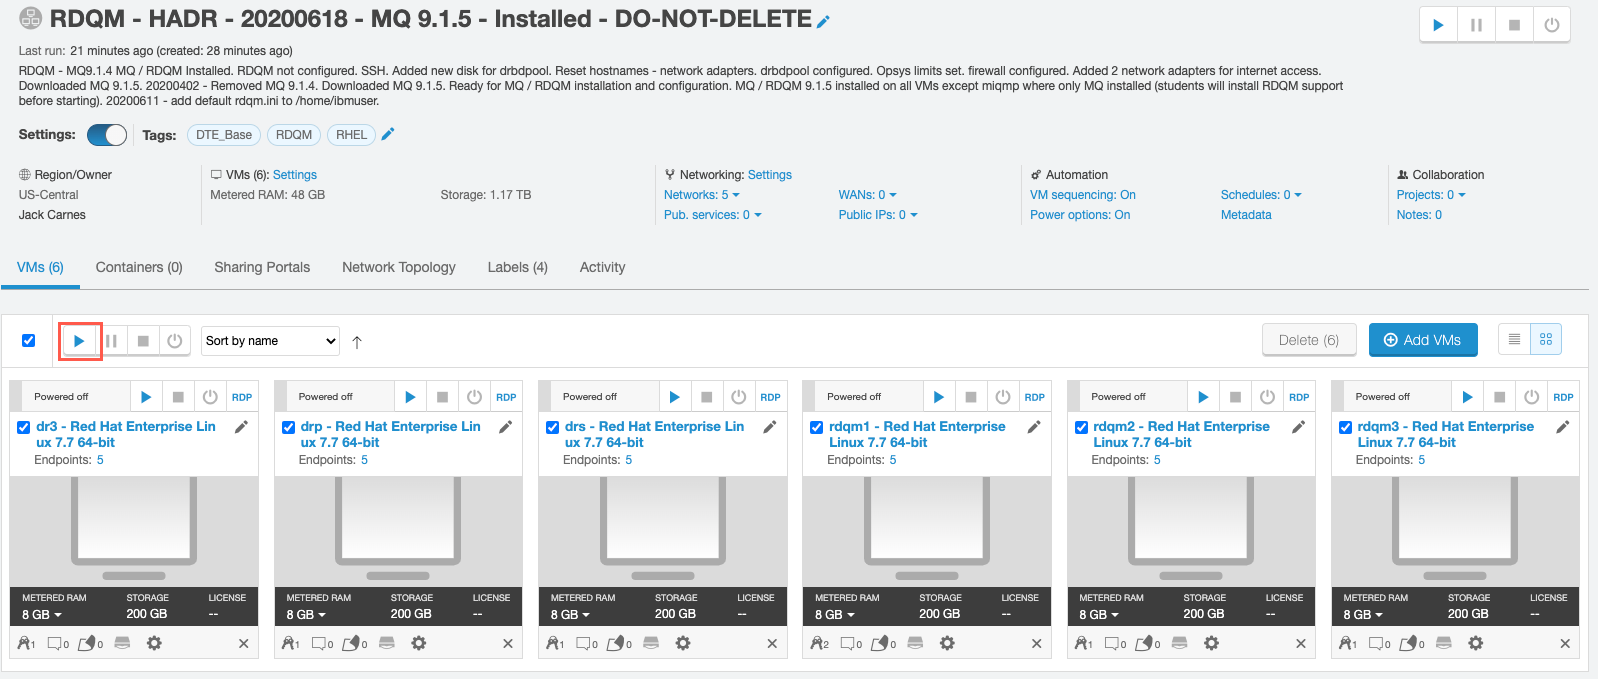 RDQM - HADR - 20200618 - MQ 9.1.5 - Installed - DO-NOT-DELETE
Last run: 21 minutes ago (created: 28 minutes ago)
RDQM - MQ9.1.4 MQ / RDQM Installed. RDQM not configured. SSH. Added new disk for drbdpool. Reset hostnames - network adapters. drbdpool configured. Opsys limits set. firewall configured. Added 2 network adapters for internet access.
Downloaded MQ 9.1.5. 20200402 - Removed MQ 9.1.4. Downloaded MQ 9.1.5. Ready for MQ / RDQM installation and configuration. MQ / RDQM 9.1.5 installed on all VMs except miqmp where only MQ installed (students will install RDQM support
before starting). 20200611 - add default rdqm.ini to /home/ibmuser.
Settings: Tags: DTE_Base RDQM RHEL
Region/Owner
US-Central
Jack Carnes
VMs (6): Settings
Metered RAM: 48 GB Storage: 1.17 TB
Networking: Settings
Networks: 5 WANs: 0
Pub. services: 0 Public IPs: 0
Automation
VM sequencing: On Schedules: 0
Power options: On Metadata
Collaboration
Projects: 0
Notes: 0
VMs (6) Containers (0) Sharing Portals Network Topology Labels (4) Activity
Sort by name Delete (6) Add VMs
Powered off RDP
dr3 - Red Hat Enterprise Lin
ux 7.7 64-bit
Endpoints: 5
METERED RAM STORAGE LICENSE
8 GB 200 GB --
1 0 0
Powered off RDP
drp - Red Hat Enterprise Lin
ux 7.7 64-bit
Endpoints: 5
METERED RAM STORAGE LICENSE
8 GB 200 GB --
1 0 0
Powered off RDP
drs - Red Hat Enterprise Lin
ux 7.7 64-bit
Endpoints: 5
METERED RAM STORAGE LICENSE
8 GB 200 GB --
1 0 0
Powered off RDP
rdqm1 - Red Hat Enterprise
Linux 7.7 64-bit
Endpoints: 5
METERED RAM STORAGE LICENSE
8 GB 200 GB --
2 0 0
Powered off RDP
rdqm2 - Red Hat Enterprise
Linux 7.7 64-bit
Endpoints: 5
METERED RAM STORAGE LICENSE
8 GB 200 GB --
1 0 0
Powered off RDP
rdqm3 - Red Hat Enterprise
Linux 7.7 64-bit
Endpoints: 5
METERED RAM STORAGE LICENSE
8 GB 200 GB --
1 0 0